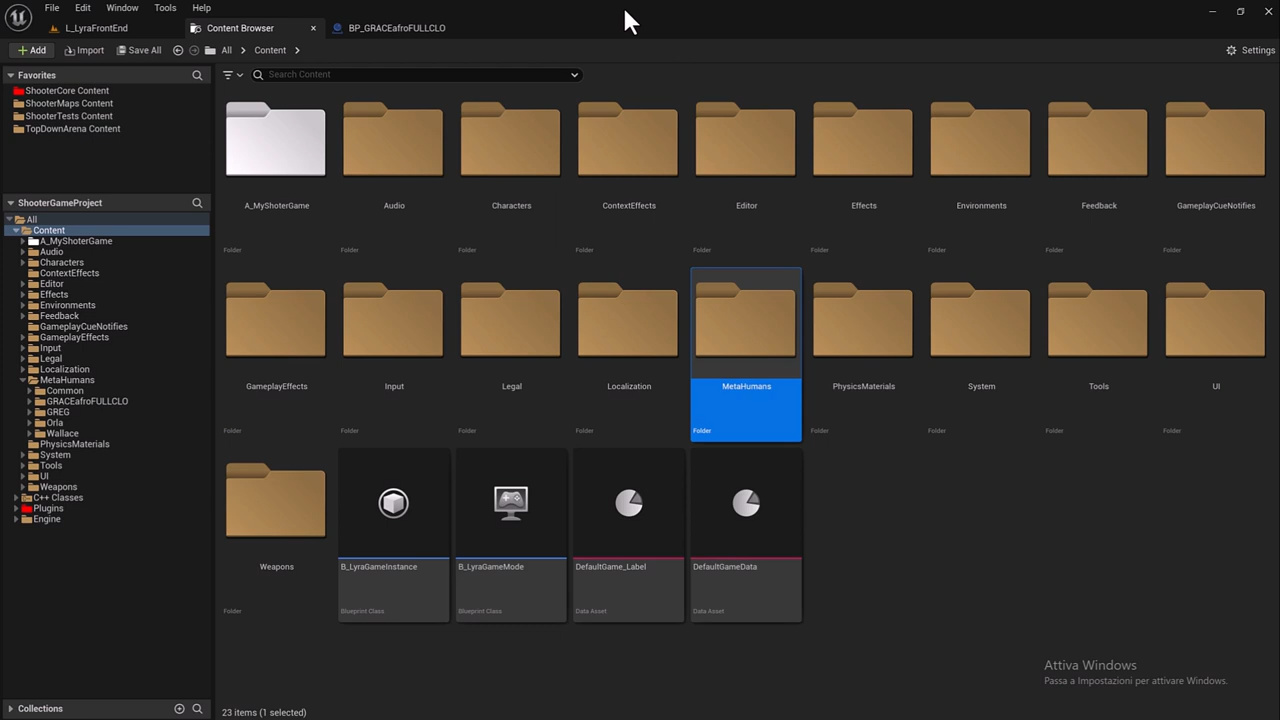 File Edit Window Tools Help
L_LyraFrontEnd Content Browser BP_GRACEafroFULLCLO
Add Import Save All All Content Settings
Favorites
Search Content
ShooterCore Content
ShooterMaps Content
ShooterTests Content
TopDownArena Content
ShooterGameProject
All
Content
A_MyShoterGame
Audio
Characters
ContextEffects
Editor
Effects
Environments
Feedback
GameplayCueNotifies
GameplayEffects
Input
Legal
Localization
MetaHumans
Common
GRACEafroFULLCLO
GREG
Orla
Wallace
PhysicsMaterials
System
Tools
UI
Weapons
C++ Classes
Plugins
Engine
Collections
A_MyShoterGame Audio Characters ContextEffects Editor Effects Environments Feedback GameplayCueNotifies
Folder Folder Folder Folder Folder Folder Folder Folder Folder
GameplayEffects Input Legal Localization MetaHumans PhysicsMaterials System Tools UI
Folder Folder Folder Folder Folder Folder Folder Folder Folder
Weapons B_LyraGameInstance B_LyraGameMode DefaultGame_Label DefaultGameData
Folder Blueprint Class Blueprint Class Data Asset Data Asset
Attiva Windows
Passa a Impostazioni per attivare Windows.
23 items (1 selected)